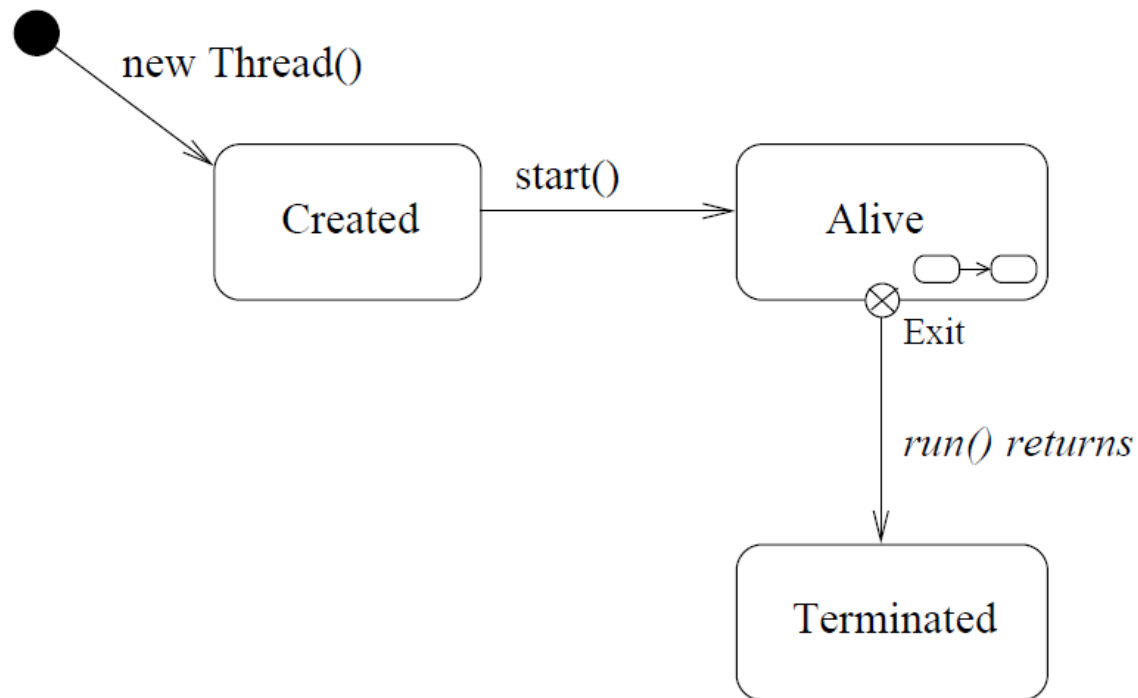 new Thread()
Created
start()
Alive
Exit
run() returns
Terminated